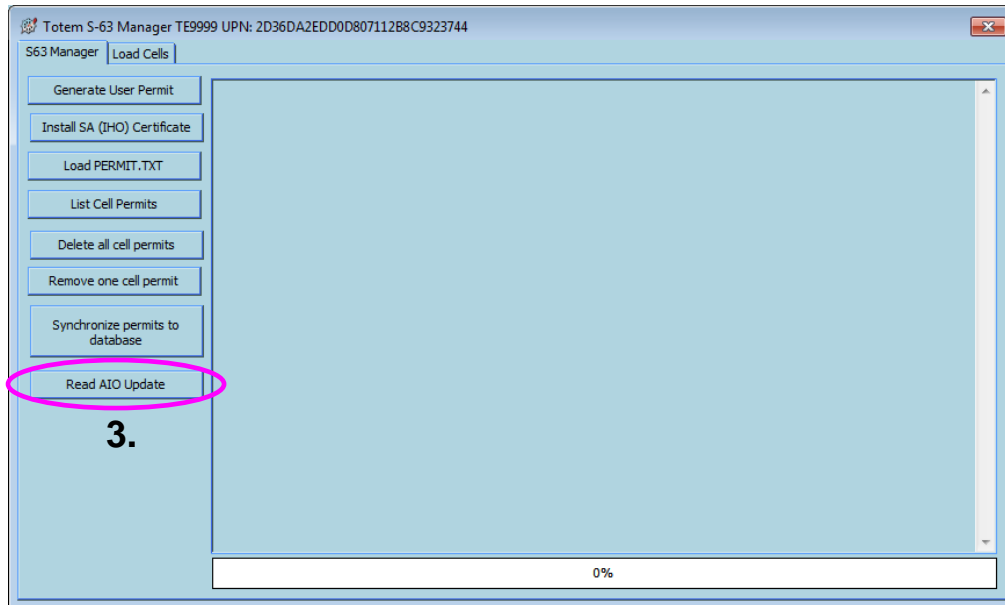 Totem S-63 Manager TE9999 UPN: 2D36DA2EDD0D807112B8C9323744
S63 Manager
Load Cells
Generate User Permit
Install SA (IHO) Certificate
Load PERMIT.TXT
List Cell Permits
Delete all cell permits
Remove one cell permit
Synchronize permits to
database
Read AIO Update
3.
0%